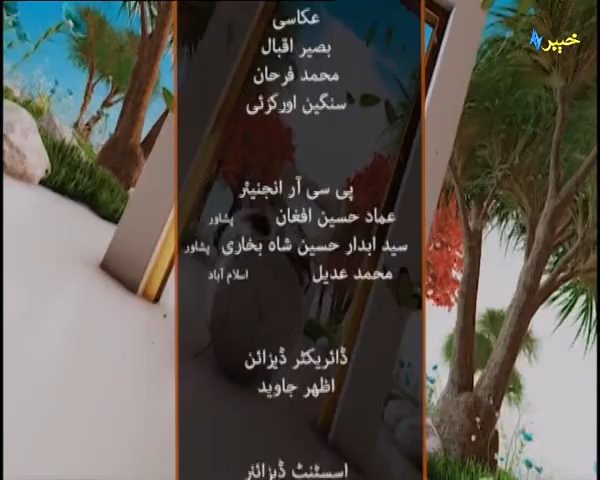 خیبر
عکاسی
بصیر اقبال
محمد فرحان
سنگین اورکزئی
پی سی آر انجنیئر
عماد حسین افغان پشاور
سید ابدار حسین شاہ بخاری پشاور
محمد عدیل اسلام آباد
ڈائریکٹر ڈیزائن
اظہر جاوید
اسسٹنٹ ڈیزائنر